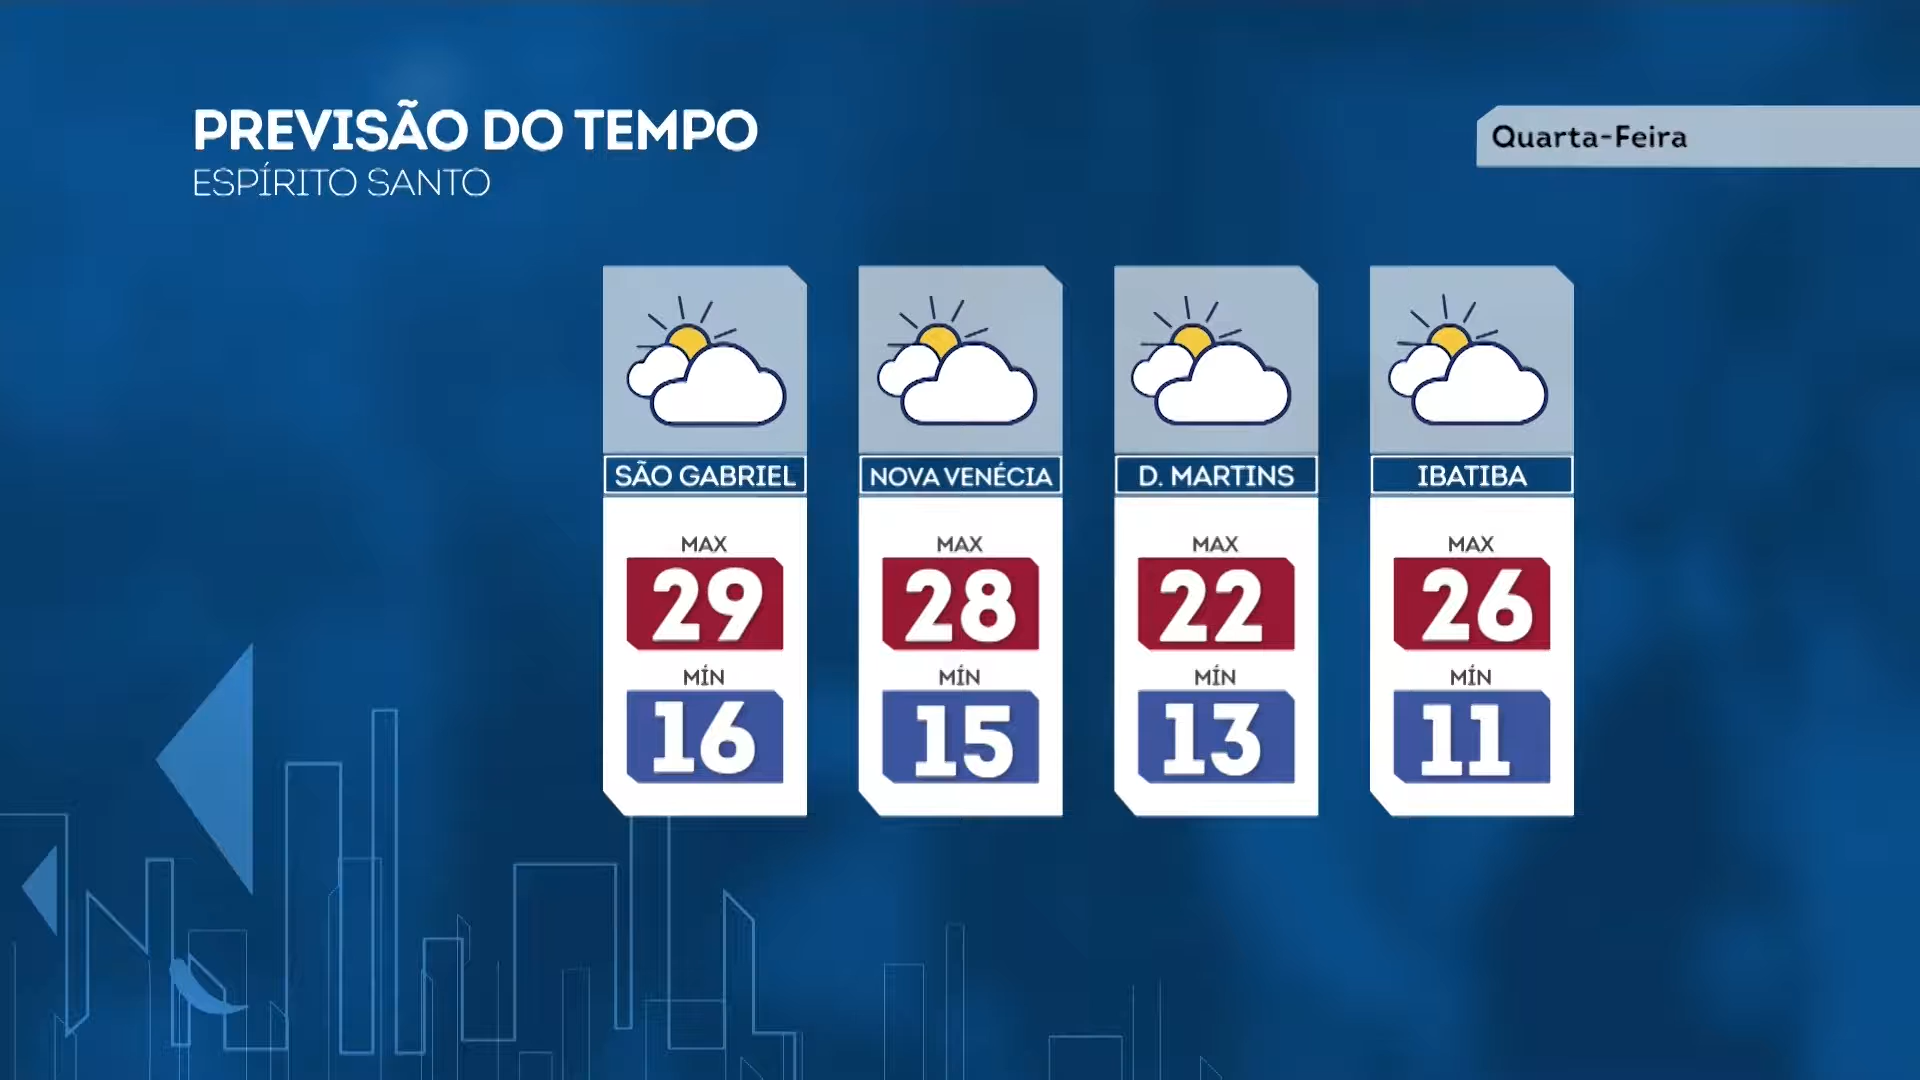 PREVISÃO DO TEMPO
ESPÍRITO SANTO
Quarta-Feira
SÃO GABRIEL
MAX
29
MÍN
16
NOVA VENÉCIA
MAX
28
MÍN
15
D. MARTINS
MAX
22
MÍN
13
IBATIBA
MAX
26
MÍN
11